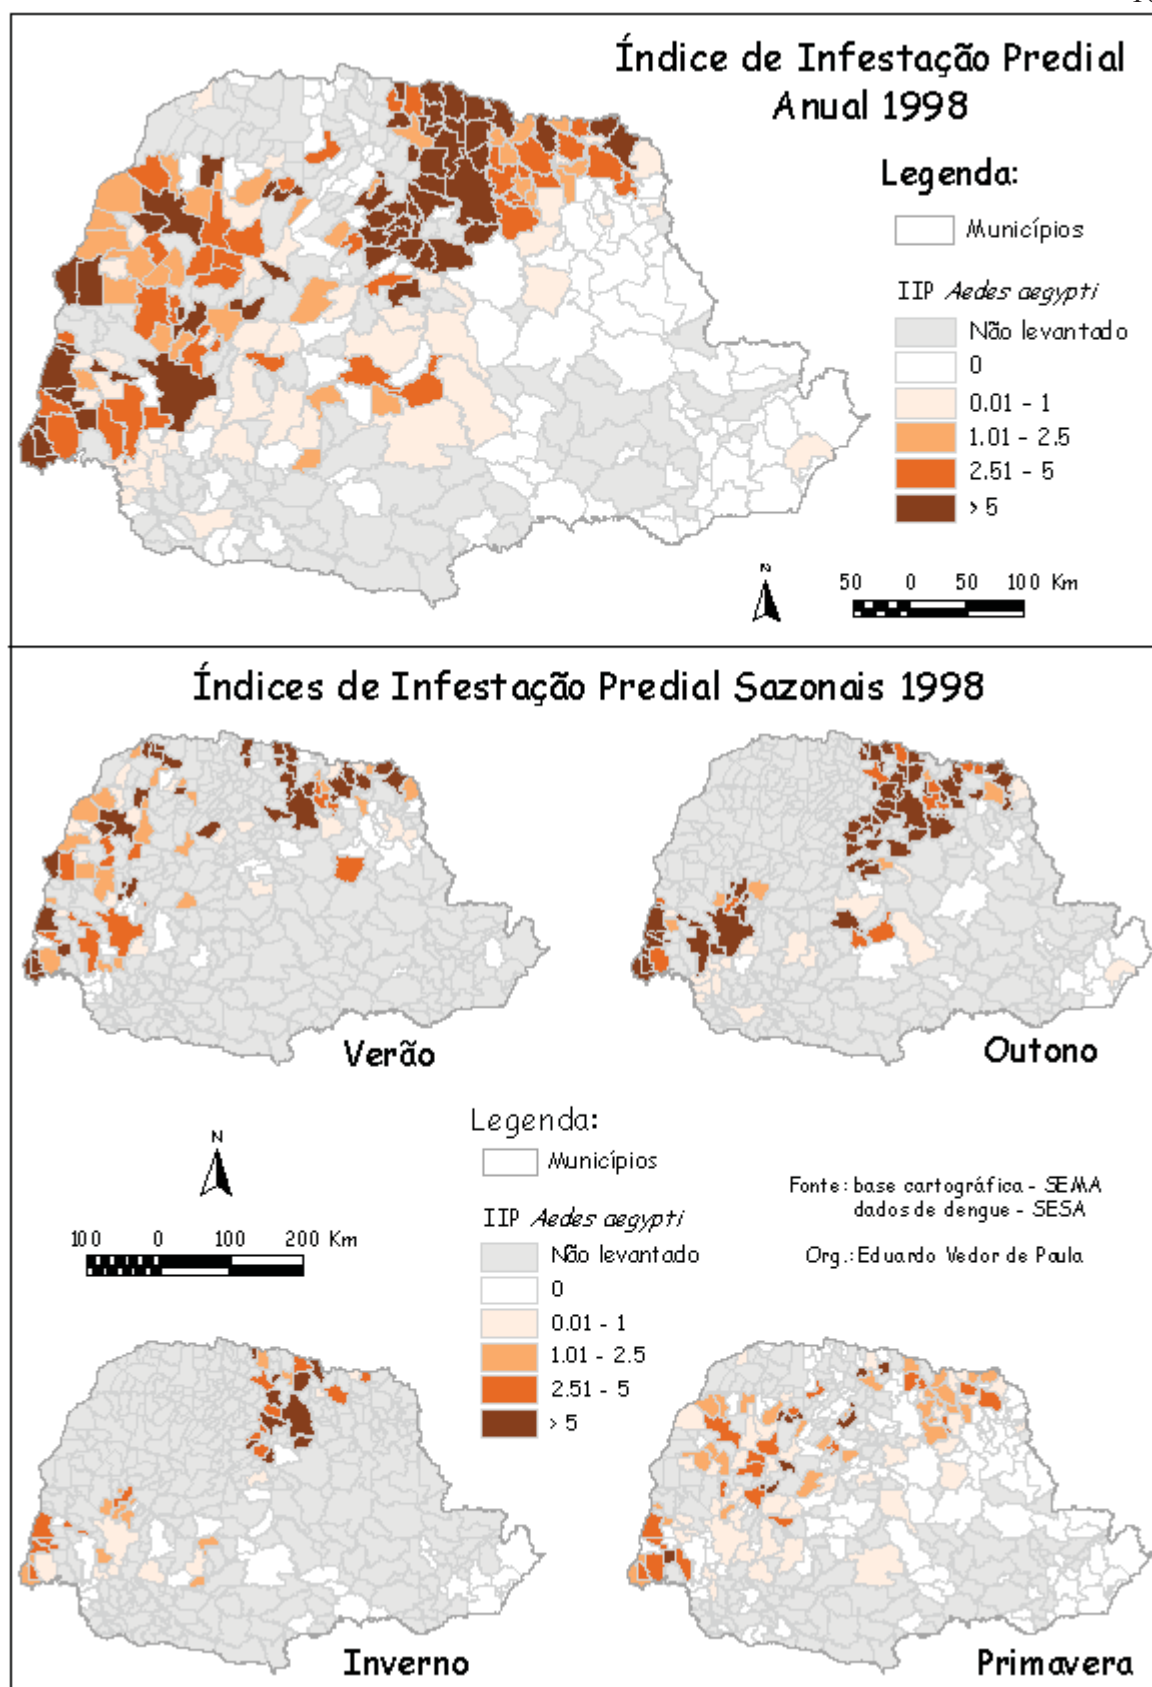 Índice de Infestação Predial
Anual 1998
Legenda:
Municípios
IIP Aedes aegypti
Não levantado
0
0.01 - 1
1.01 - 2.5
2.51 - 5
> 5
N
50 0 50 100 Km
Índices de Infestação Predial Sazonais 1998
Verão
Outono
Legenda:
Municípios
N
Fonte: base cartográfica - SEMA
dados de dengue - SESA
IIP Aedes aegypti
100 0 100 200 Km
Não levantado
Org.: Eduardo Vedor de Paula
0
0.01 - 1
1.01 - 2.5
2.51 - 5
> 5
Inverno
Primavera